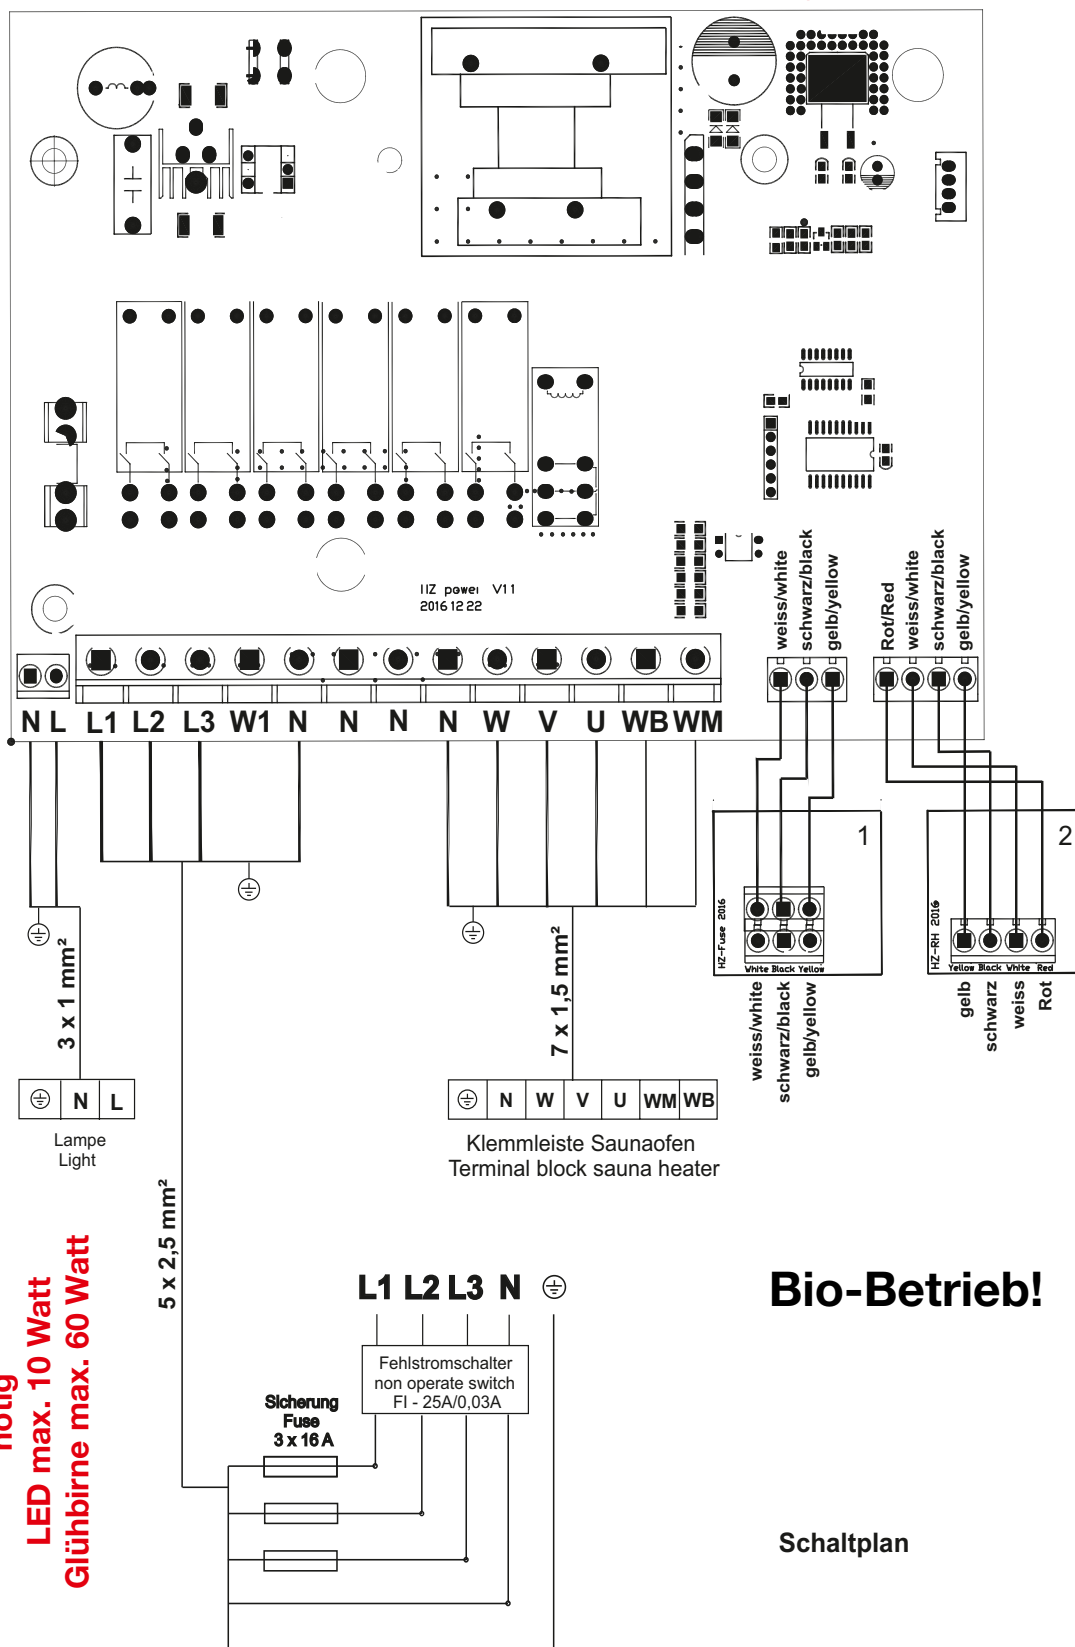 HZ power V1 1
2016 12 22
weiss/white
schwarz/black
gelb/yellow
Rot/Red
weiss/white
schwarz/black
gelb/yellow
N L L1 L2 L3 W1 N N N N W V U WB WM
1
HZ-Fuse 2016
White Black Yellow
weiss/white
schwarz/black
gelb/yellow
2
HZ-RH 2016
Yellow Black White Red
gelb
schwarz
weiss
Rot
3 x 1 mm²
7 x 1,5 mm²
N L
Lampe
Light
N W V U WM WB
Klemmleiste Saunaofen
Terminal block sauna heater
5 x 2,5 mm²
nötig
LED max. 10 Watt
Glühbirne max. 60 Watt
L1 L2 L3 N
Fehlstromschalter
non operate switch
FI - 25A/0,03A
Sicherung
Fuse
3 x 16 A
Bio-Betrieb!
Schaltplan